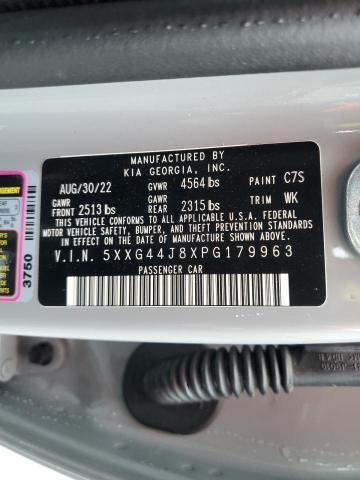 MANUFACTURED BY
KIA GEORGIA, INC.
AUG/30/22 GVWR 4564 lbs PAINT C7S
GAWR FRONT 2513 lbs GAWR REAR 2315 lbs TRIM WK
THIS VEHICLE CONFORMS TO ALL APPLICABLE U.S.A. FEDERAL
MOTOR VEHICLE SAFETY, BUMPER, AND THEFT PREVENTION STANDARDS IN
EFFECT ON THE DATE OF MANUFACTURE SHOWN ABOVE.
V.I.N. 5XXG44J8XPG179963
PASSENGER CAR
3750